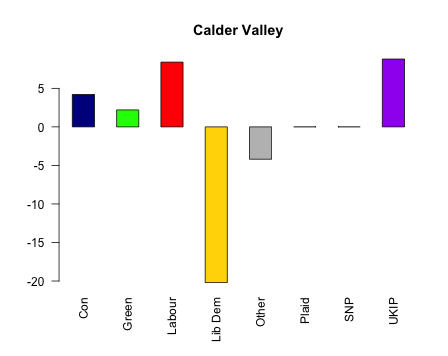 Calder Valley
5
0
-5
-10
-15
-20
Con
Green
Labour
Lib Dem
Other
Plaid
SNP
UKIP